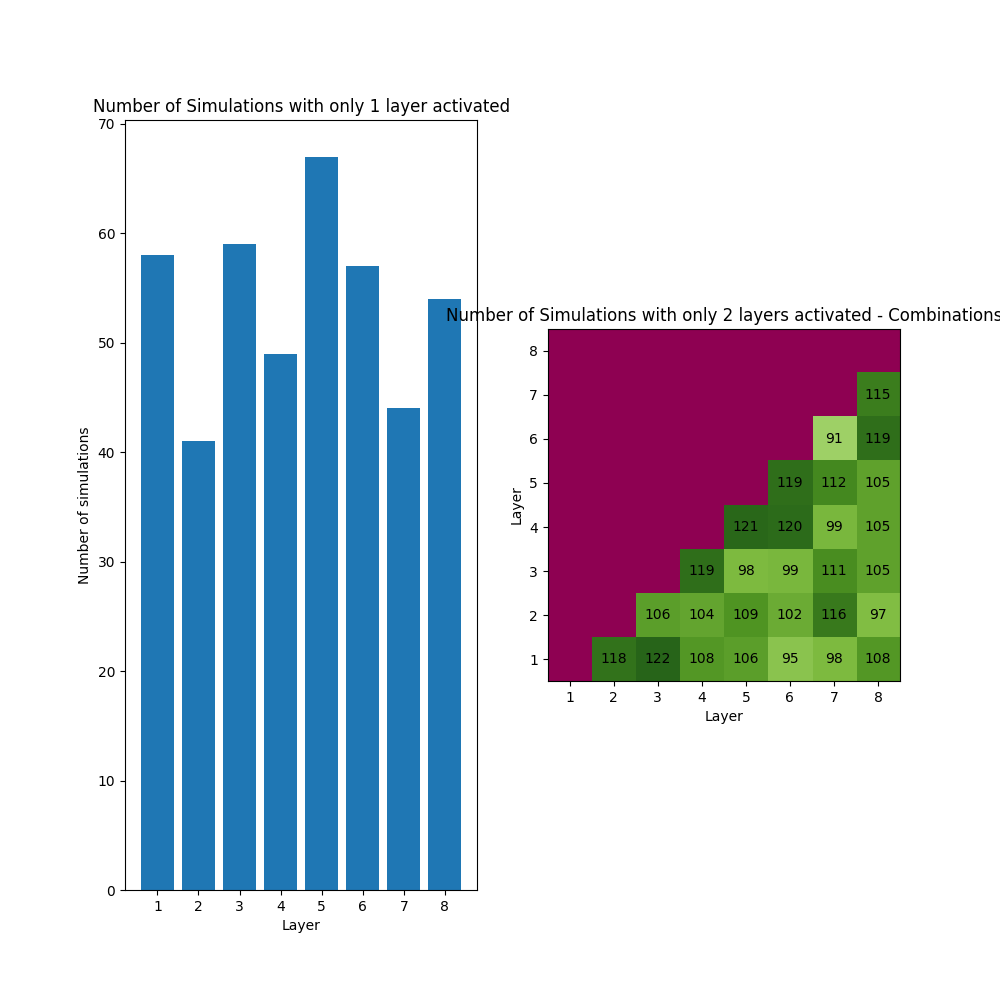 Number of Simulations with only 1 layer activated
70
60
50
40
30
20
10
0
Number of simulations
1 2 3 4 5 6 7 8
Layer
Number of Simulations with only 2 layers activated - Combinations
8
7 115
6 91 119
5 119 112 105
4 121 120 99 105
3 119 98 99 111 105
2 106 104 109 102 116 97
1 118 122 108 106 95 98 108
Layer
1 2 3 4 5 6 7 8
Layer